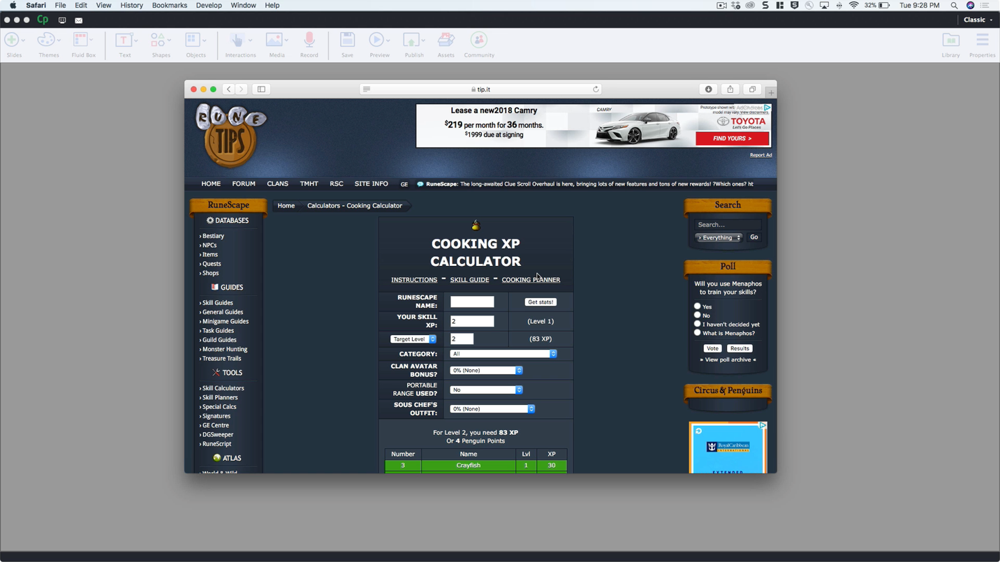 Safari File Edit View History Bookmarks Develop Window Help
32% Tue 9:28 PM
Cp
Classic
Slides Themes Fluid Box Text Shapes Objects Interactions Media Record Save Preview Publish Assets Community Library Properties
tip.it
RUNE
TIPS
Lease a new2018 Camry
$219 per month for 36 months.
$1999 due at signing
CAMRY
AdChoices
TOYOTA
Let's Go Places
FIND YOURS >
Report Ad
HOME FORUM CLANS TMHT RSC SITE INFO GE RuneScape: The long-awaited Clue Scroll Overhaul is here, bringing lots of new features and tons of new rewards! ?Which ones? ht
RuneScape
DATABASES
› Bestiary
› NPCs
› Items
› Quests
› Shops
GUIDES
› Skill Guides
› General Guides
› Minigame Guides
› Task Guides
› Guild Guides
› Monster Hunting
› Treasure Trails
TOOLS
› Skill Calculators
› Skill Planners
› Special Calcs
› Signatures
› GE Centre
› DGSweeper
› RuneScript
ATLAS
› World & Wild
Home Calculators - Cooking Calculator
COOKING XP
CALCULATOR
INSTRUCTIONS - SKILL GUIDE - COOKING PLANNER
RUNESCAPE
NAME:
Get stats!
YOUR SKILL
XP:
2 (Level 1)
Target Level 2 (83 XP)
CATEGORY: All
CLAN AVATAR
BONUS?
0% (None)
PORTABLE
RANGE USED?
No
SOUS CHEF'S
OUTFIT:
0% (None)
For Level 2, you need 83 XP
Or 4 Penguin Points
Number Name Lvl XP
3 Crayfish 1 30
Search
Search...
› Everything Go
Poll
Will you use Menaphos
to train your skills?
Yes
No
I haven't decided yet
What is Menaphos?
Vote Results
» View poll archive «
Circus & Penguins
RoyalCaribbean
INTERNATIONAL
EXTENDED